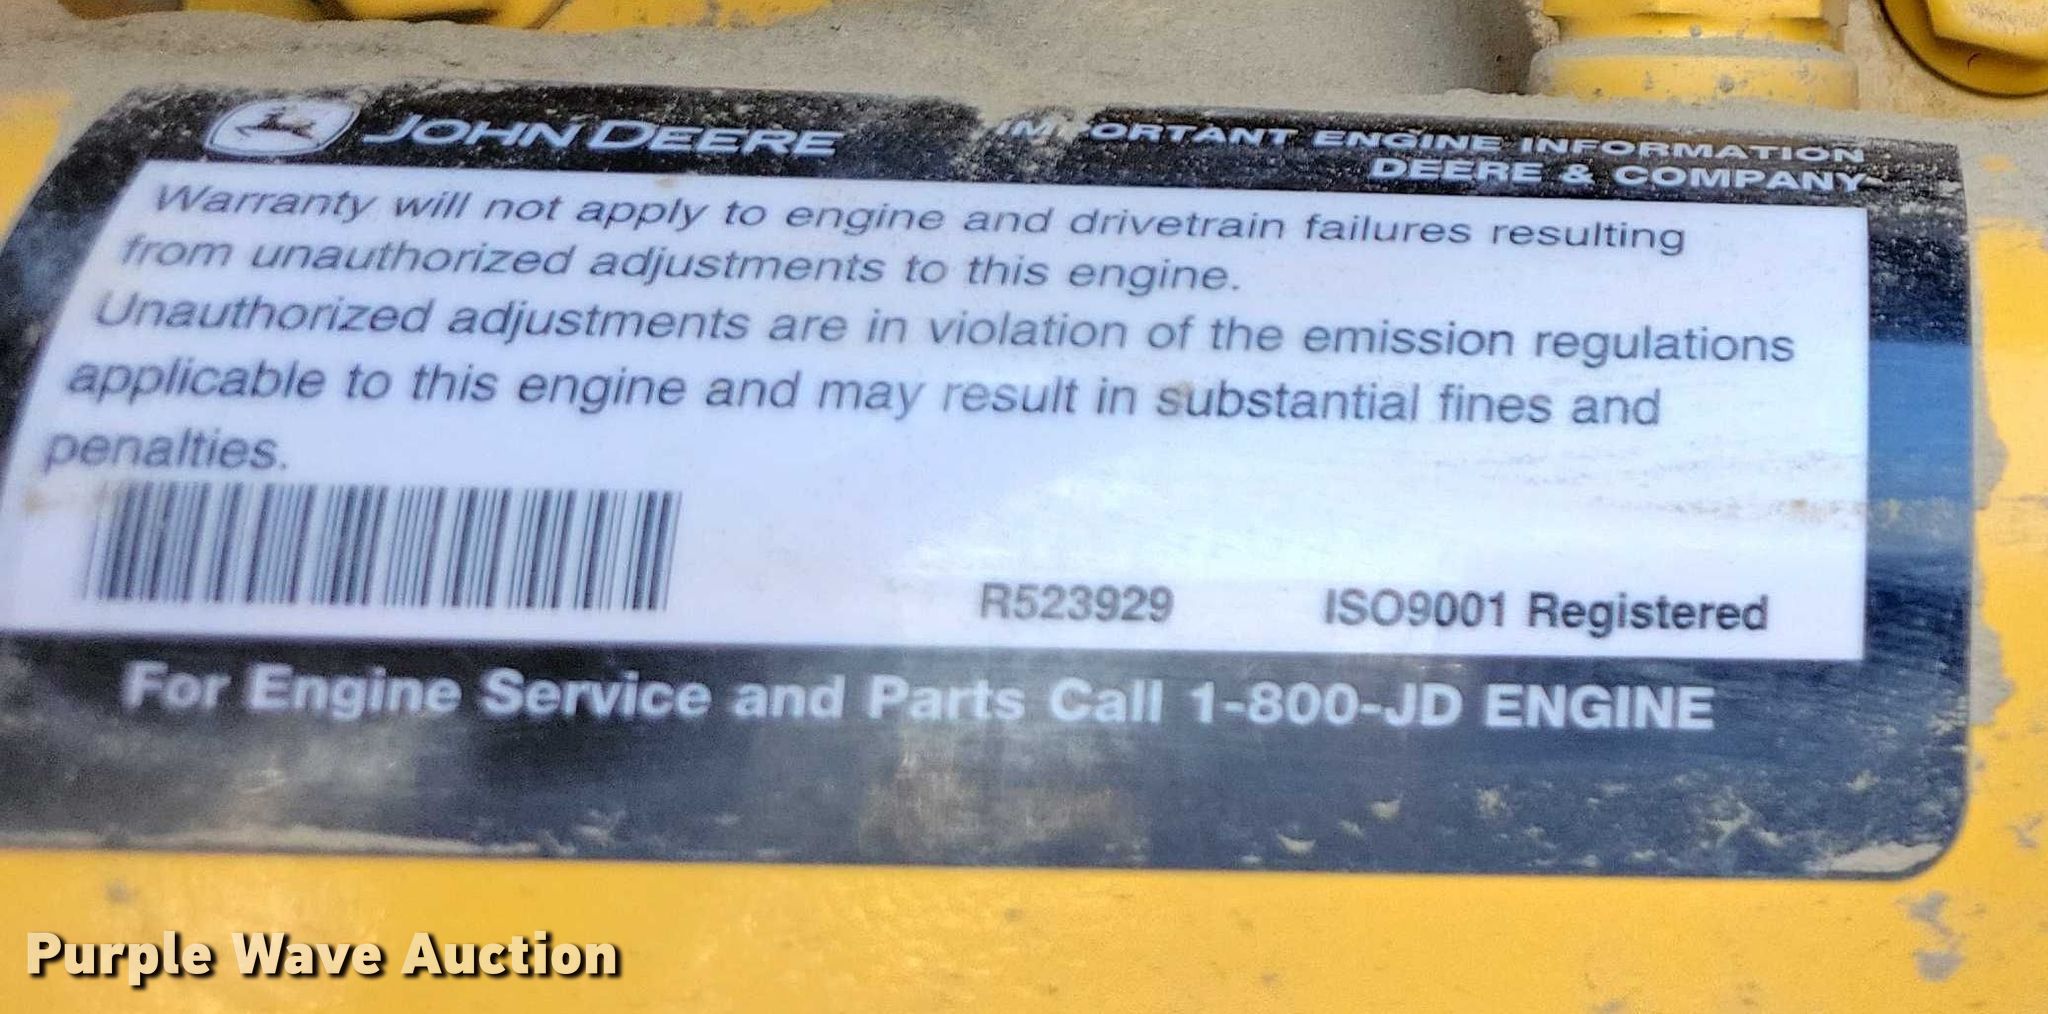 JOHN DEERE
IMPORTANT ENGINE INFORMATION
DEERE & COMPANY
Warranty will not apply to engine and drivetrain failures resulting
from unauthorized adjustments to this engine.
Unauthorized adjustments are in violation of the emission regulations
applicable to this engine and may result in substantial fines and
penalties.
R523929 ISO9001 Registered
For Engine Service and Parts Call 1-800-JD ENGINE
Purple Wave Auction